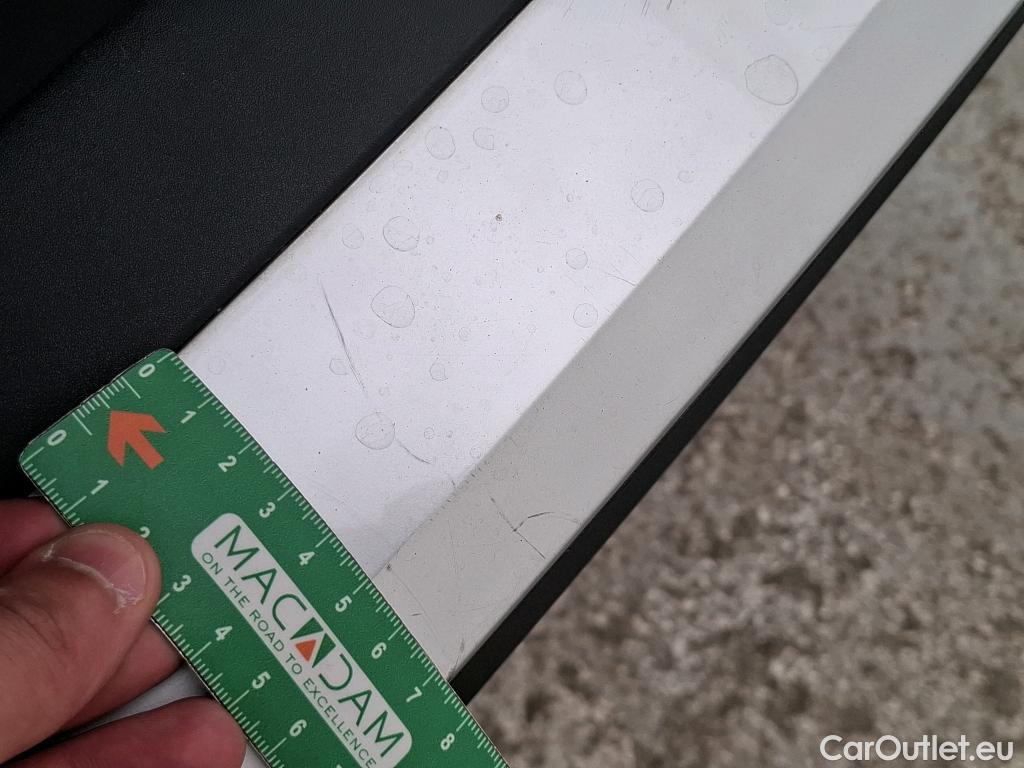 0 1 2 3 4 5 6 7 8
0 1 2 3 4 5 6
MACADAM
ON THE ROAD TO EXCELLENCE
CarOutlet.eu